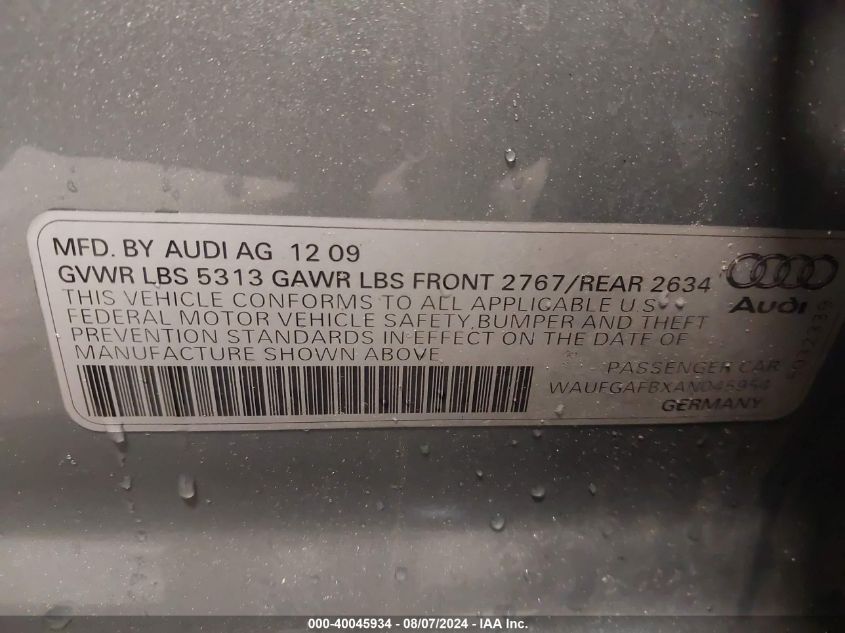 MFD. BY AUDI AG 12 09
GVWR LBS 5313 GAWR LBS FRONT 2767/REAR 2634
THIS VEHICLE CONFORMS TO ALL APPLICABLE U.S.
FEDERAL MOTOR VEHICLE SAFETY, BUMPER AND THEFT
PREVENTION STANDARDS IN EFFECT ON THE DATE OF
MANUFACTURE SHOWN ABOVE
PASSENGER CAR
WAUFGAFBXAN045954
GERMANY
Audi
5032339
000-40045934 - 08/07/2024 - IAA Inc.